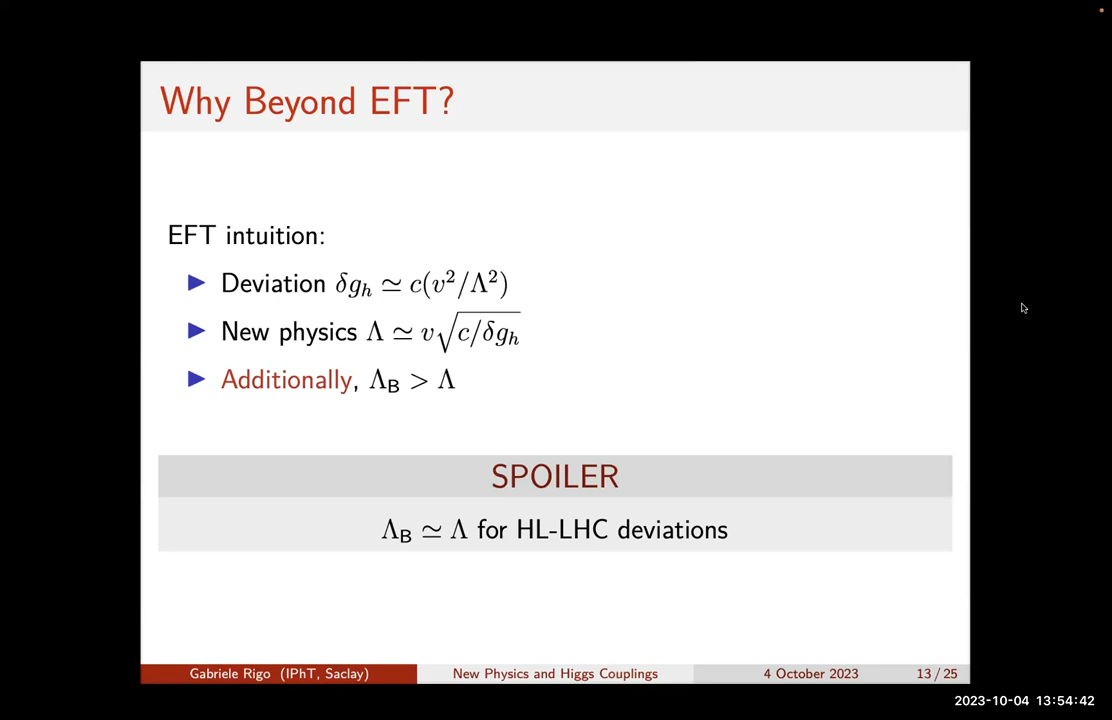 Why Beyond EFT?
EFT intuition:
▶ Deviation δg_h ≃ c(v²/Λ²)
▶ New physics Λ ≃ v√(c/δg_h)
▶ Additionally, Λ_B > Λ
SPOILER
Λ_B ≃ Λ for HL-LHC deviations
Gabriele Rigo (IPhT, Saclay) New Physics and Higgs Couplings 4 October 2023 13 / 25
2023-10-04 13:54:42